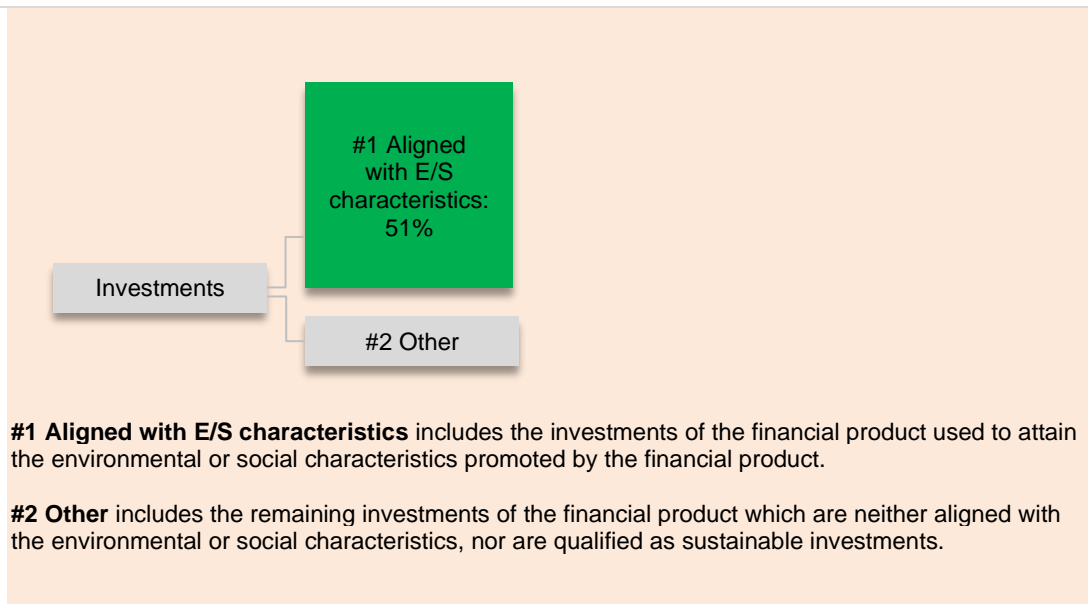 #1 Aligned
with E/S
characteristics:
51%
Investments
#2 Other
#1 Aligned with E/S characteristics includes the investments of the financial product used to attain
the environmental or social characteristics promoted by the financial product.
#2 Other includes the remaining investments of the financial product which are neither aligned with
the environmental or social characteristics, nor are qualified as sustainable investments.